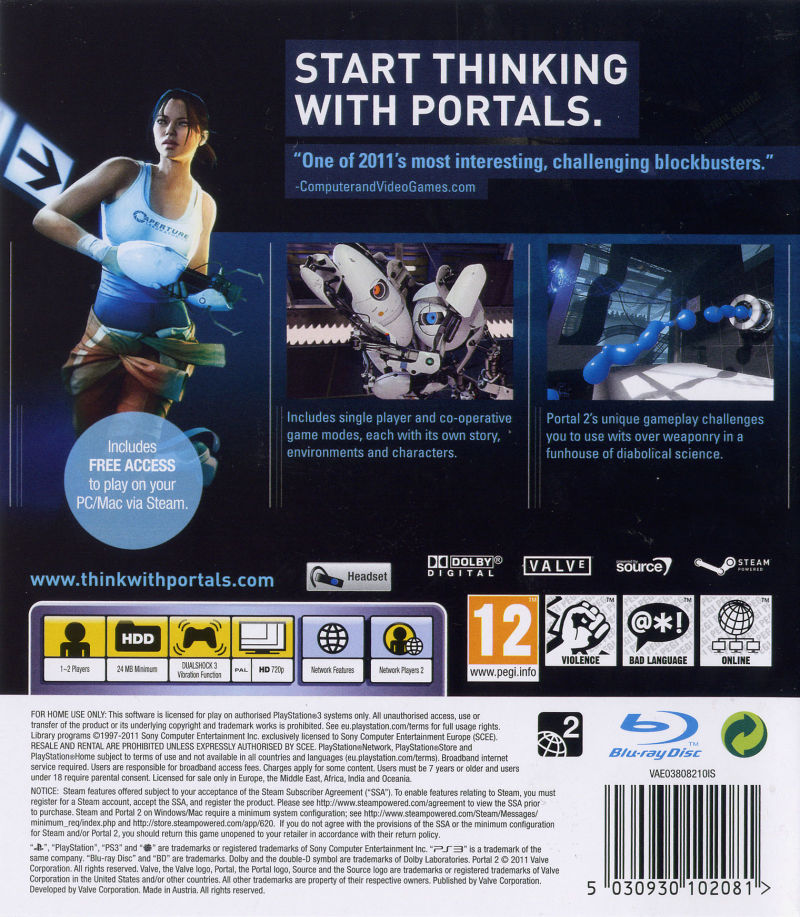 START THINKING
WITH PORTALS.
"One of 2011's most interesting, challenging blockbusters."
-ComputerandVideoGames.com
APERTURE
Includes single player and co-operative
game modes, each with its own story,
environments and characters.
Portal 2's unique gameplay challenges
you to use wits over weaponry in a
funhouse of diabolical science.
Includes
FREE ACCESS
to play on your
PC/Mac via Steam.
www.thinkwithportals.com
Headset
DOLBY®
DIGITAL
VALVE
source
STEAM
POWERED
1–2 Players
HDD
24 MB Minimum
DUALSHOCK 3
Vibration Function
PAL
HD 720p
Network Features
Network Players 2
12
www.pegi.info
VIOLENCE
@*!
BAD LANGUAGE
ONLINE
FOR HOME USE ONLY: This software is licensed for play on authorised PlayStation®3 systems only. All unauthorised access, use or
transfer of the product or its underlying copyright and trademark works is prohibited. See eu.playstation.com/terms for full usage rights.
Library programs ©1997-2011 Sony Computer Entertainment Inc. exclusively licensed to Sony Computer Entertainment Europe (SCEE).
RESALE AND RENTAL ARE PROHIBITED UNLESS EXPRESSLY AUTHORISED BY SCEE. PlayStation®Network, PlayStation®Store and
PlayStation®Home subject to terms of use and not available in all countries and languages (eu.playstation.com/terms). Broadband internet
service required. Users are responsible for broadband access fees. Charges apply for some content. Users must be 7 years or older and users
under 18 require parental consent. Licensed for sale only in Europe, the Middle East, Africa, India and Oceania.
NOTICE: Steam features offered subject to your acceptance of the Steam Subscriber Agreement ("SSA"). To enable features relating to Steam, you must
register for a Steam account, accept the SSA, and register the product. Please see http://www.steampowered.com/agreement to view the SSA prior
to purchase. Steam and Portal 2 on Windows/Mac require a minimum system configuration; see http://www.steampowered.com/Steam/Messages/
minimum_req/index.php and http://store.steampowered.com/app/620. If you do not agree with the provisions of the SSA or the minimum configuration
for Steam and/or Portal 2, you should return this game unopened to your retailer in accordance with their return policy.
"", "PlayStation", "PS3" and "" are trademarks or registered trademarks of Sony Computer Entertainment Inc. "PS3" is a trademark of the
same company. "Blu-ray Disc" and "BD" are trademarks. Dolby and the double-D symbol are trademarks of Dolby Laboratories. Portal 2 © 2011 Valve
Corporation. All rights reserved. Valve, the Valve logo, Portal, the Portal logo, Source and the Source logo are trademarks or registered trademarks of Valve
Corporation in the United States and/or other countries. All other trademarks are property of their respective owners. Published by Valve Corporation.
Developed by Valve Corporation. Made in Austria. All rights reserved.
2
Blu-ray Disc
VAE03808210IS
5 030930 102081 >